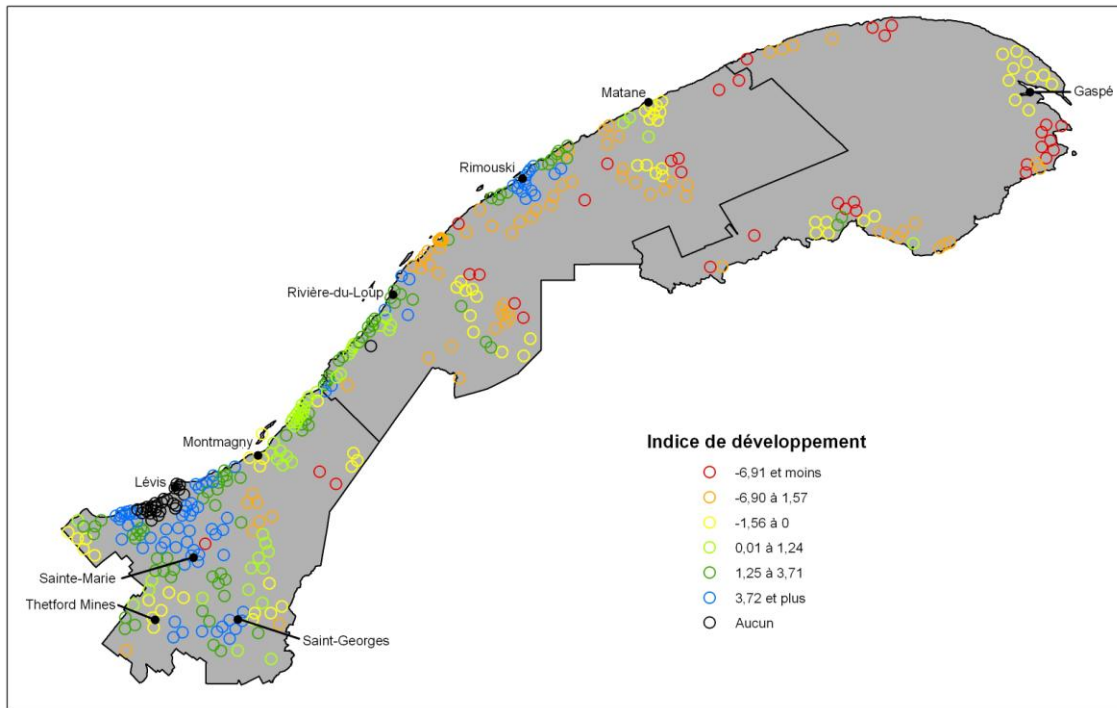 Matane
Gaspé
Rimouski
Rivière-du-Loup
Montmagny
Lévis
Sainte-Marie
Thetford Mines
Saint-Georges
Indice de développement
-6,91 et moins
-6,90 à 1,57
-1,56 à 0
0,01 à 1,24
1,25 à 3,71
3,72 et plus
Aucun